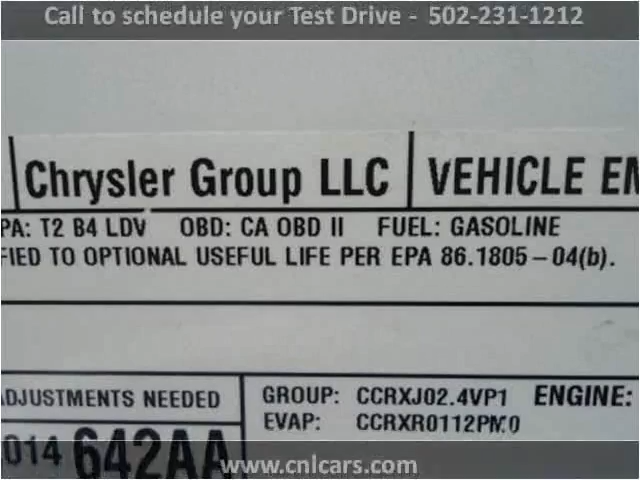 Call to schedule your Test Drive - 502-231-1212
Chrysler Group LLC VEHICLE EM
PA: T2 B4 LDV OBD: CA OBD II FUEL: GASOLINE
FIED TO OPTIONAL USEFUL LIFE PER EPA 86.1805-04(b).
ADJUSTMENTS NEEDED GROUP: CCRXJ02.4VP1 ENGINE:
EVAP: CCRXR0112PM0
014 642AA
www.cnlcars.com